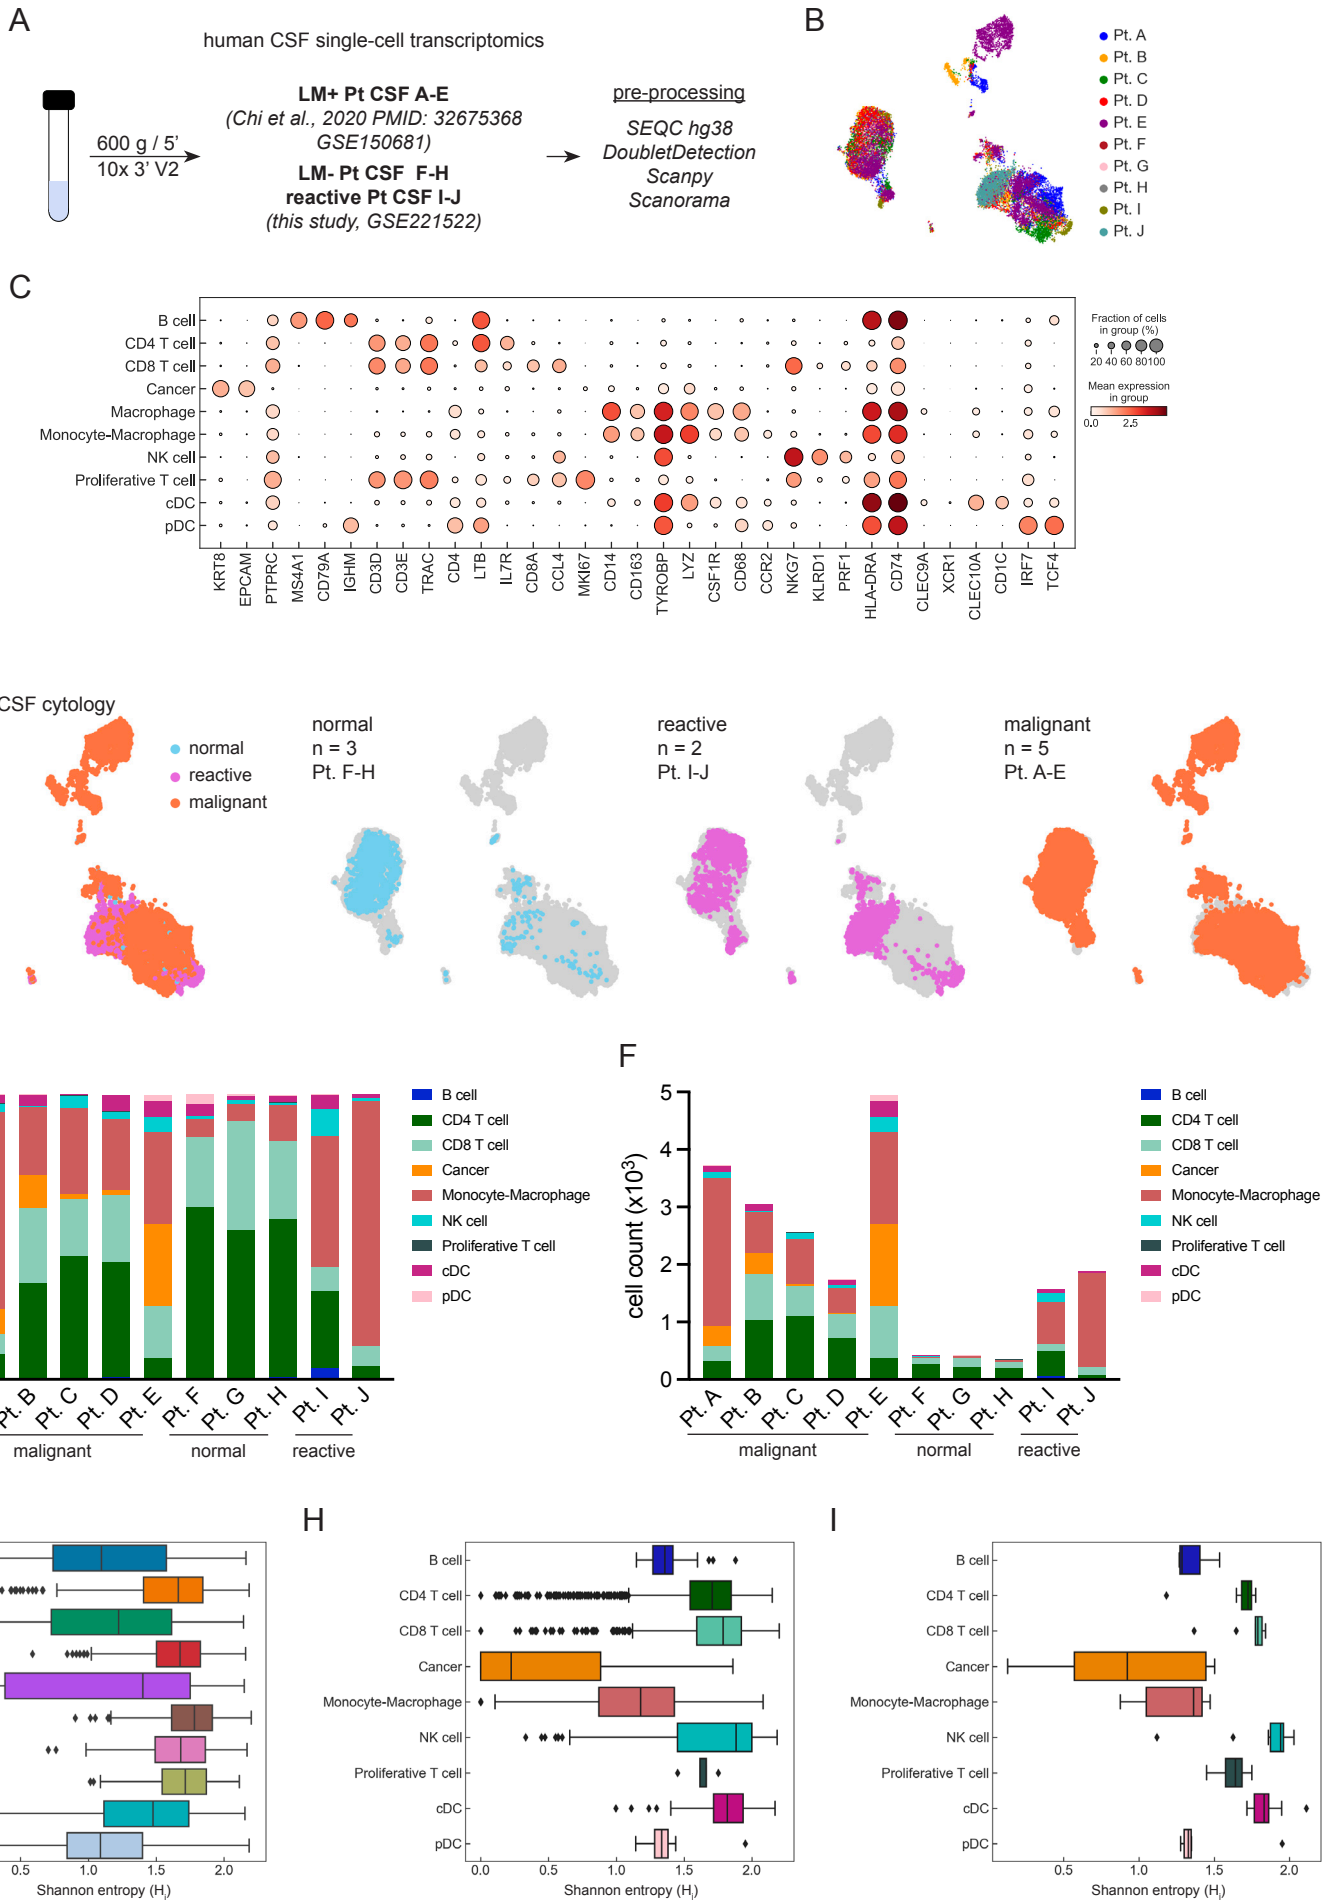 A
human CSF single-cell transcriptomics
600 g / 5’
10x 3’ V2
LM+ Pt CSF A-E
(Chi et al., 2020 PMID: 32675368
GSE150681)
LM- Pt CSF F-H
reactive Pt CSF I-J
(this study, GSE221522)
pre-processing
SEQC hg38
DoubletDetection
Scanpy
Scanorama
B
Pt. A
Pt. B
Pt. C
Pt. D
Pt. E
Pt. F
Pt. G
Pt. H
Pt. I
Pt. J
C
B cell
CD4 T cell
CD8 T cell
Cancer
Macrophage
Monocyte-Macrophage
NK cell
Proliferative T cell
cDC
pDC
KRT8
EPCAM
PTPRC
MS4A1
CD79A
IGHM
CD3D
CD3E
TRAC
CD4
LTB
IL7R
CD8A
CCL4
MKI67
CD14
CD163
TYROBP
LYZ
CSF1R
CD68
CCR2
NKG7
KLRD1
PRF1
HLA-DRA
CD74
CLEC9A
XCR1
CLEC10A
CD1C
IRF7
TCF4
Fraction of cells
in group (%)
20 40 60 80 100
Mean expression
in group
0.0 2.5
CSF cytology
normal
reactive
malignant
normal
n = 3
Pt. F-H
reactive
n = 2
Pt. I-J
malignant
n = 5
Pt. A-E
Pt. B
Pt. C
Pt. D
Pt. E
Pt. F
Pt. G
Pt. H
Pt. I
Pt. J
malignant
normal
reactive
B cell
CD4 T cell
CD8 T cell
Cancer
Monocyte-Macrophage
NK cell
Proliferative T cell
cDC
pDC
F
cell count (x10³)
5
4
3
2
1
0
Pt. A
Pt. B
Pt. C
Pt. D
Pt. E
Pt. F
Pt. G
Pt. H
Pt. I
Pt. J
malignant
normal
reactive
B cell
CD4 T cell
CD8 T cell
Cancer
Monocyte-Macrophage
NK cell
Proliferative T cell
cDC
pDC
0.5 1.0 1.5 2.0
Shannon entropy (Hⱼ)
H
B cell
CD4 T cell
CD8 T cell
Cancer
Monocyte-Macrophage
NK cell
Proliferative T cell
cDC
pDC
0.0 0.5 1.0 1.5 2.0
Shannon entropy (Hⱼ)
I
B cell
CD4 T cell
CD8 T cell
Cancer
Monocyte-Macrophage
NK cell
Proliferative T cell
cDC
pDC
0.5 1.0 1.5 2.0
Shannon entropy (Hⱼ)